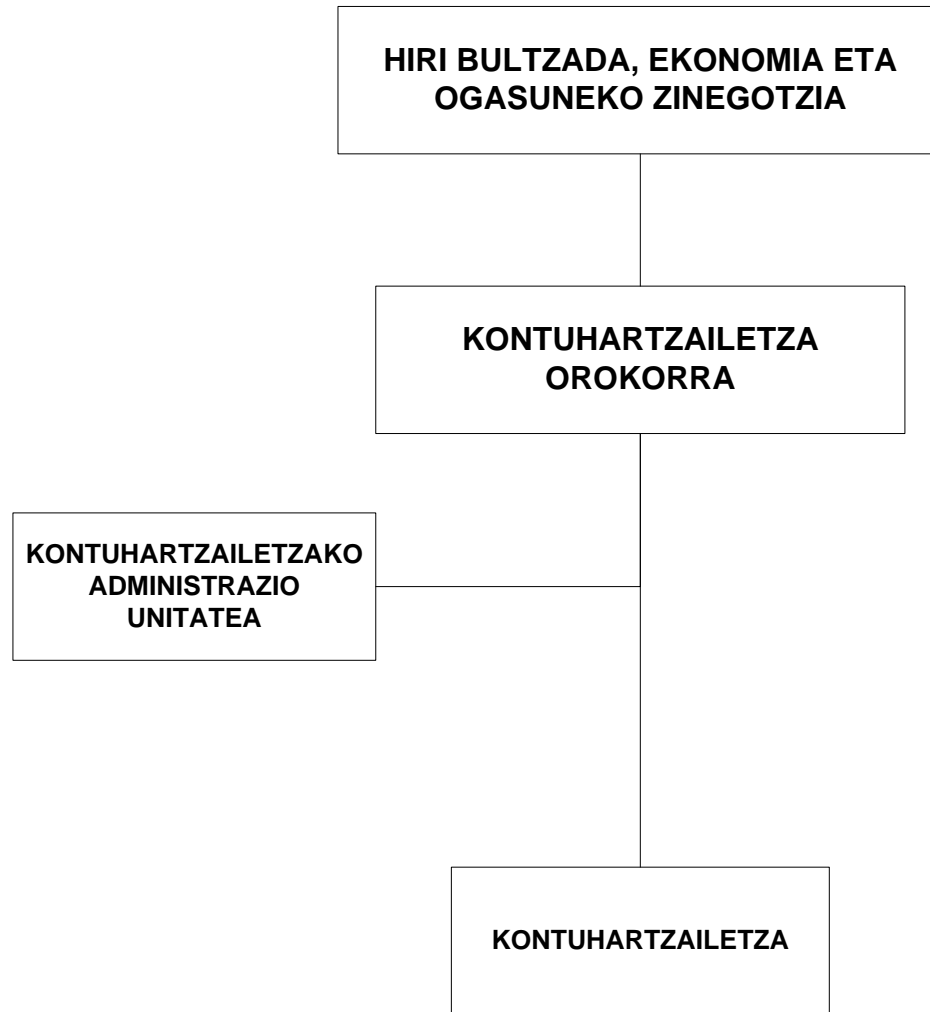 HIRI BULTZADA, EKONOMIA ETA
OGASUNEKO ZINEGOTZIA
KONTUHARTZAILETZA
OROKORRA
KONTUHARTZAILETZAKO
ADMINISTRAZIO
UNITATEA
KONTUHARTZAILETZA